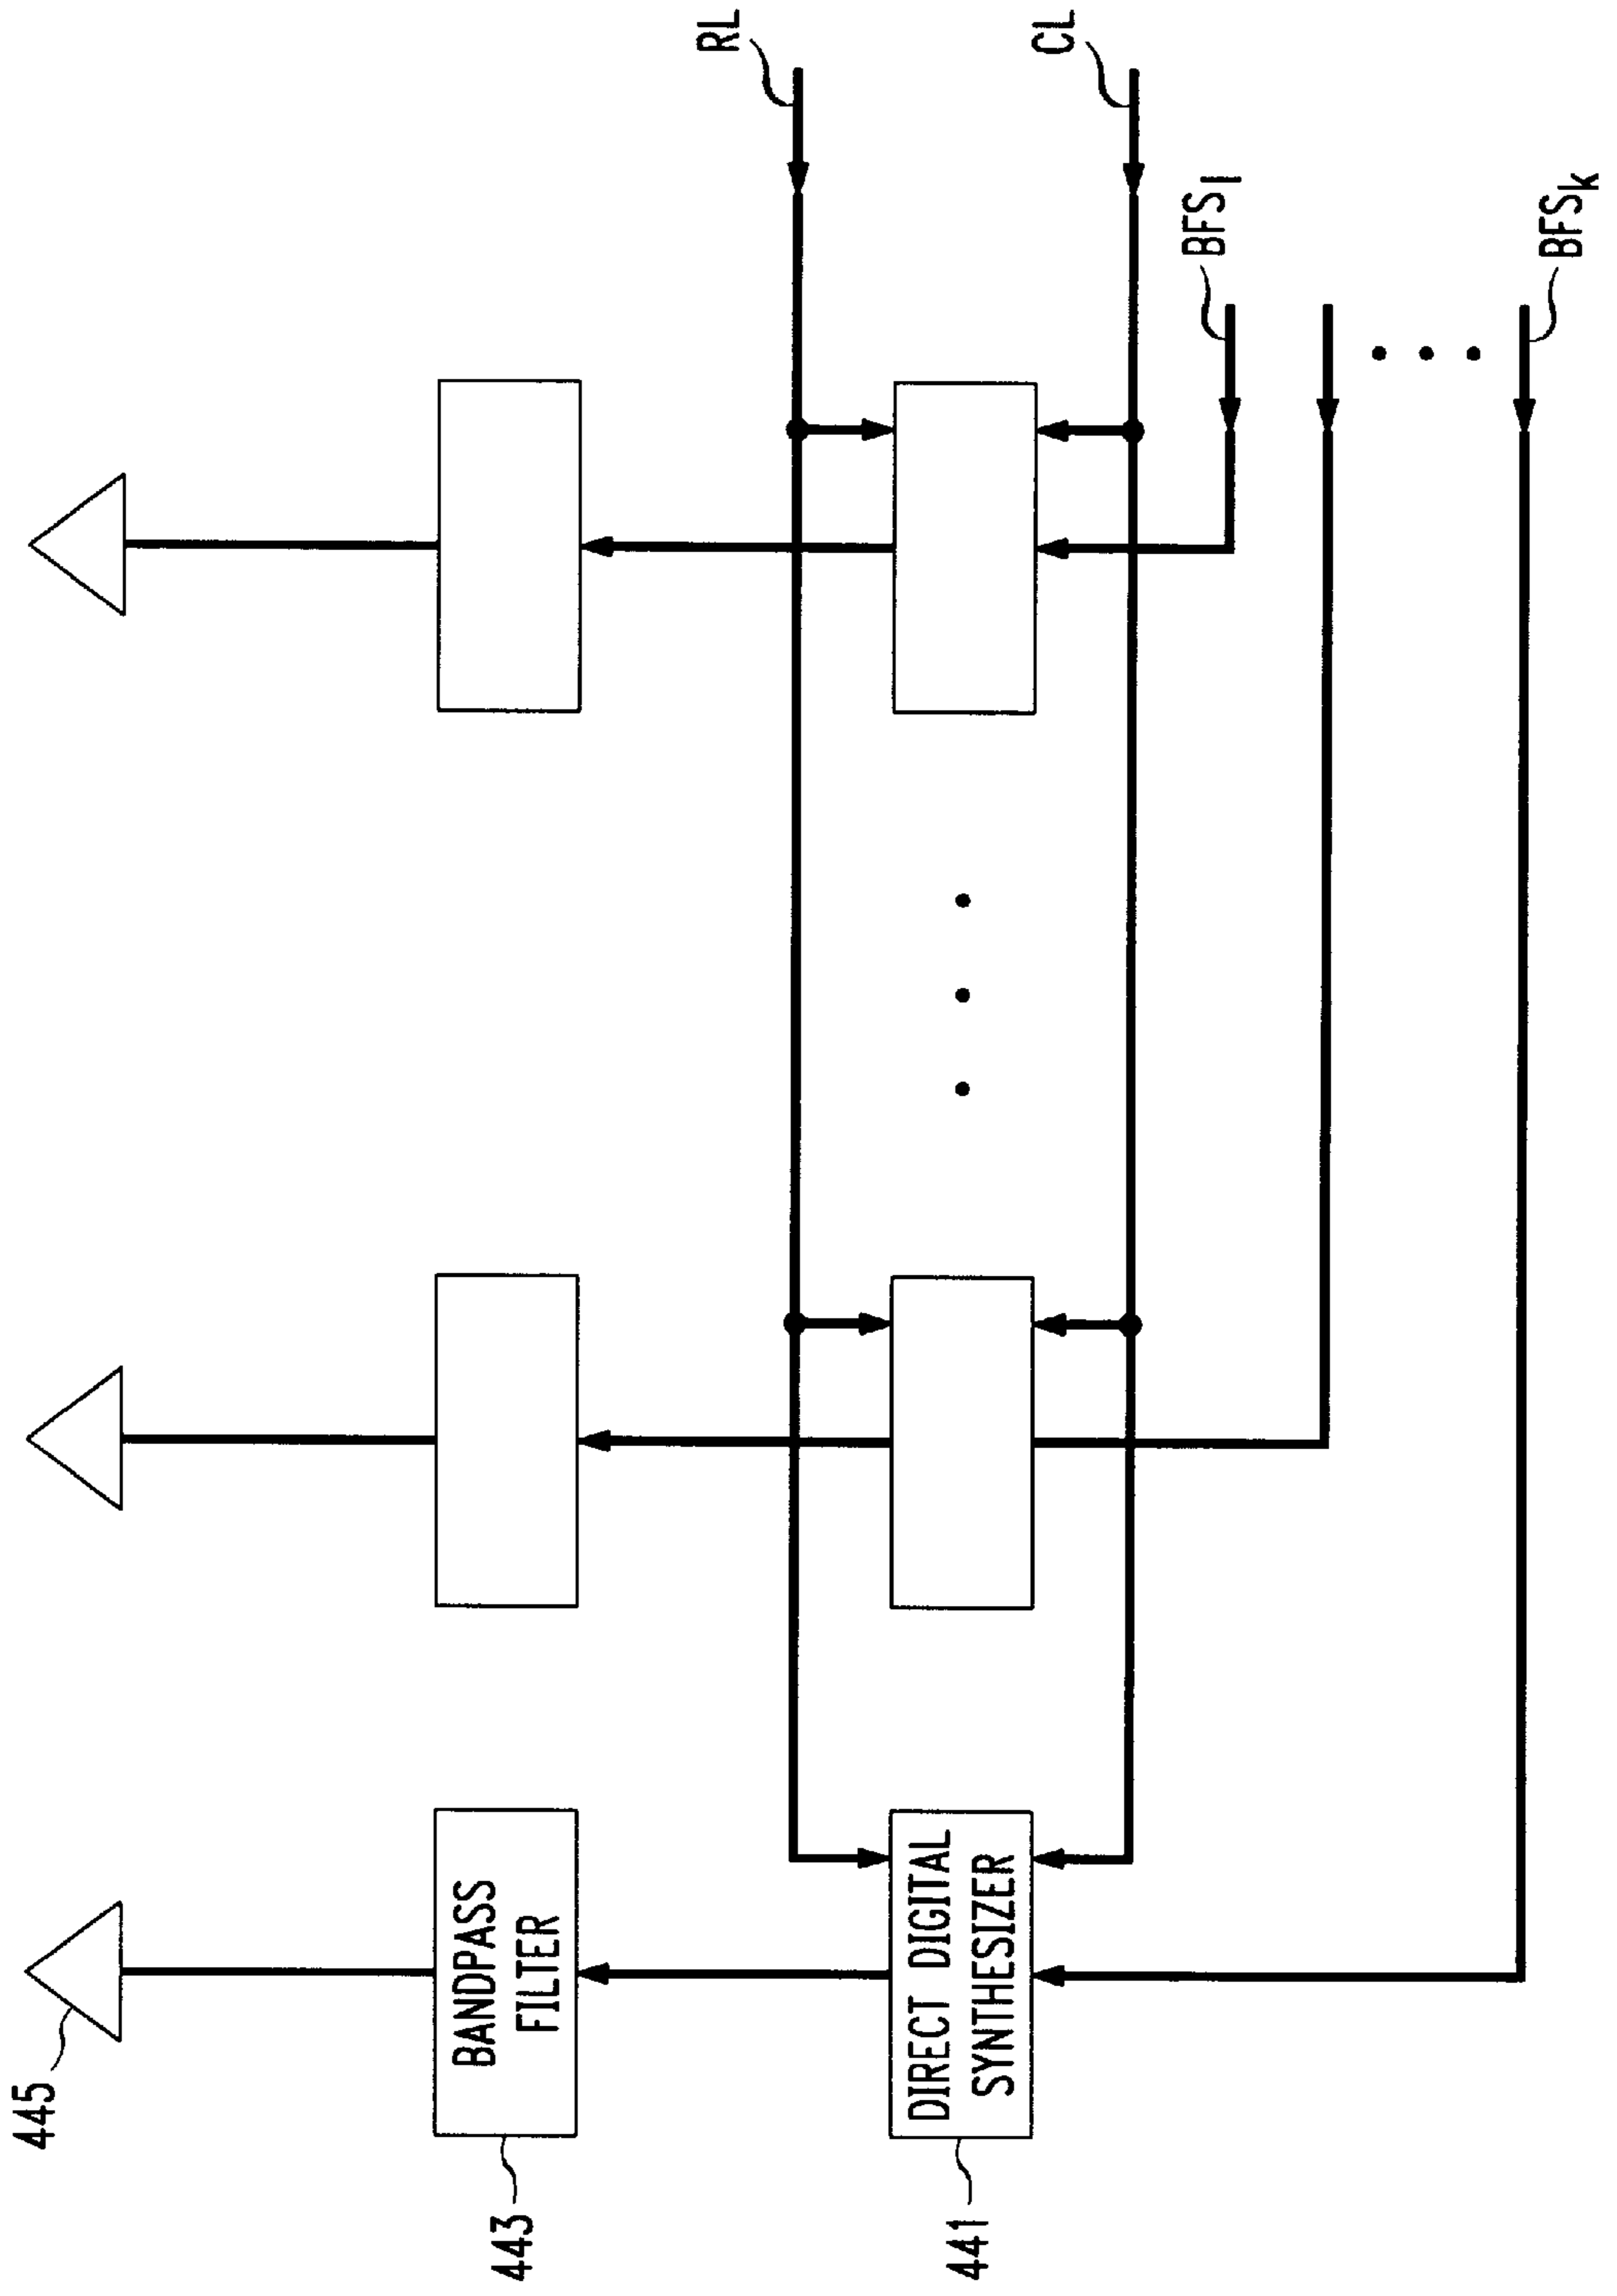 445
BANDPASS
FILTER
443
DIRECT DIGITAL
SYNTHESIZER
441
RL
CL
BFS1
BFSk